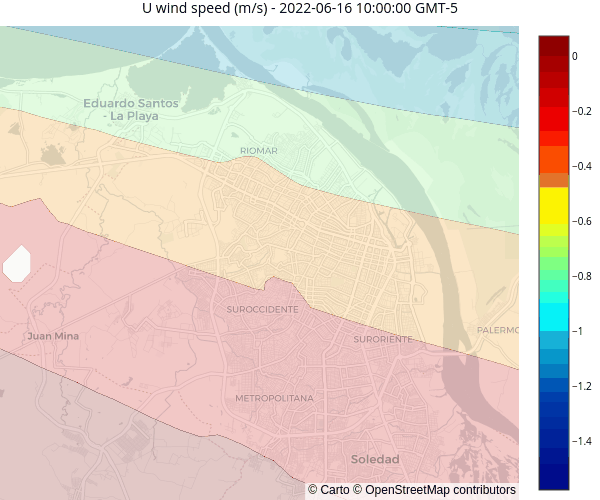 U wind speed (m/s) - 2022-06-16 10:00:00 GMT-5
Eduardo Santos
- La Playa
RIOMAR
SUROCCIDENTE
Juan Mina
SURORIENTE
PALERMO
METROPOLITANA
Soledad
© Carto © OpenStreetMap contributors
0
−0.2
−0.4
−0.6
−0.8
−1
−1.2
−1.4